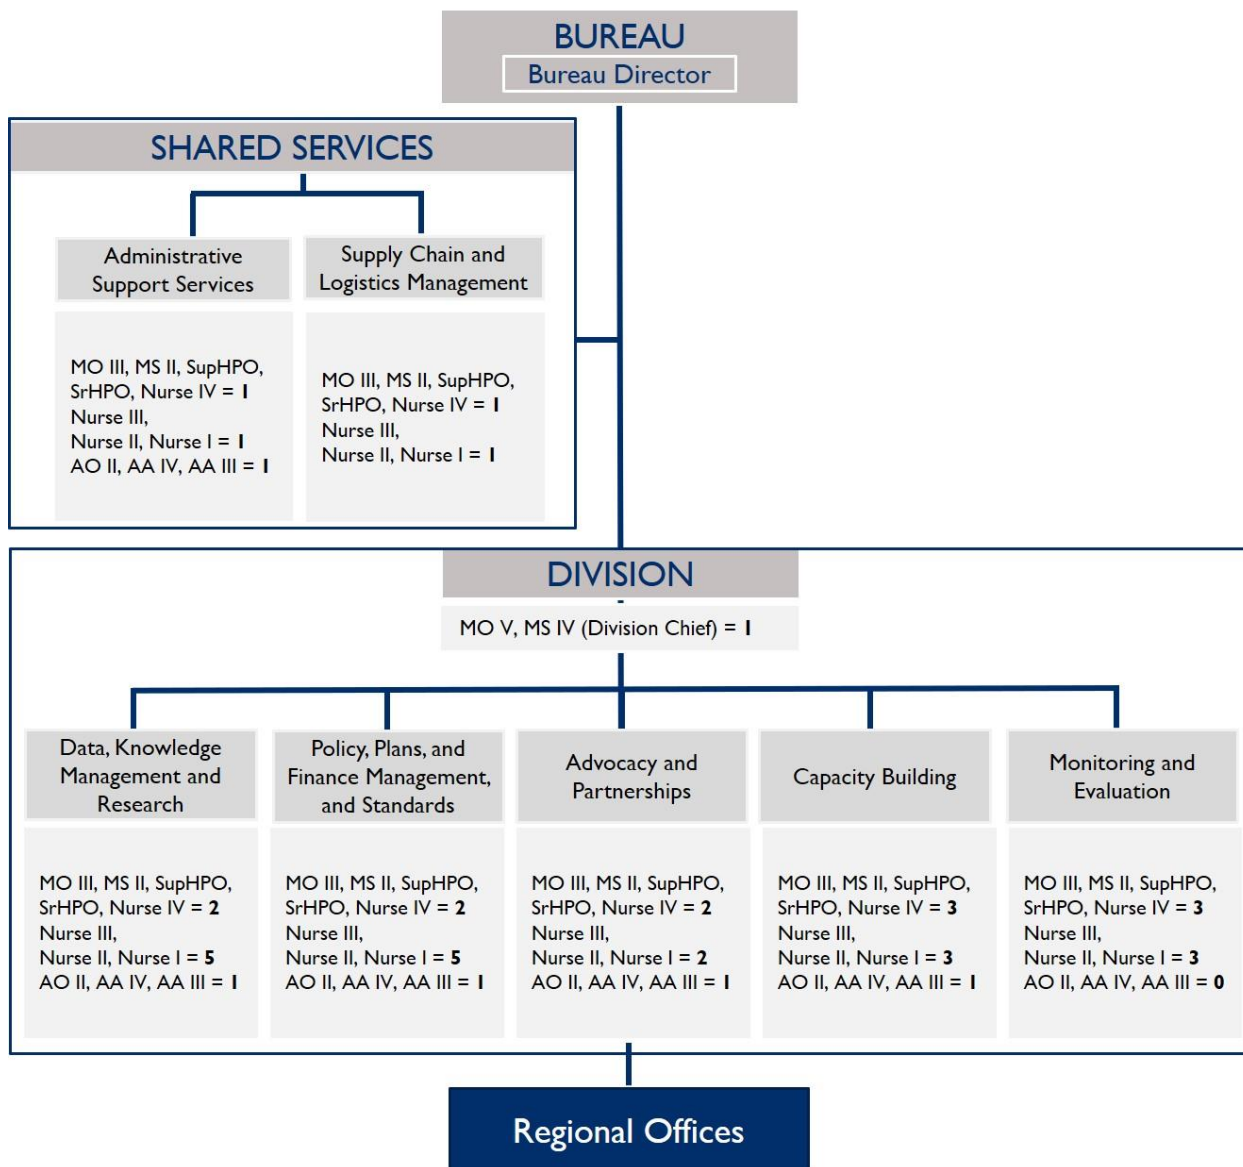 BUREAU
Bureau Director
SHARED SERVICES
Administrative
Support Services
MO III, MS II, SupHPO,
SrHPO, Nurse IV = 1
Nurse III,
Nurse II, Nurse I = 1
AO II, AA IV, AA III = 1
Supply Chain and
Logistics Management
MO III, MS II, SupHPO,
SrHPO, Nurse IV = 1
Nurse III,
Nurse II, Nurse I = 1
DIVISION
MO V, MS IV (Division Chief) = 1
Data, Knowledge
Management and
Research
MO III, MS II, SupHPO,
SrHPO, Nurse IV = 2
Nurse III,
Nurse II, Nurse I = 5
AO II, AA IV, AA III = 1
Policy, Plans, and
Finance Management,
and Standards
MO III, MS II, SupHPO,
SrHPO, Nurse IV = 2
Nurse III,
Nurse II, Nurse I = 5
AO II, AA IV, AA III = 1
Advocacy and
Partnerships
MO III, MS II, SupHPO,
SrHPO, Nurse IV = 2
Nurse III,
Nurse II, Nurse I = 2
AO II, AA IV, AA III = 1
Capacity Building
MO III, MS II, SupHPO,
SrHPO, Nurse IV = 3
Nurse III,
Nurse II, Nurse I = 3
AO II, AA IV, AA III = 1
Monitoring and
Evaluation
MO III, MS II, SupHPO,
SrHPO, Nurse IV = 3
Nurse III,
Nurse II, Nurse I = 3
AO II, AA IV, AA III = 0
Regional Offices